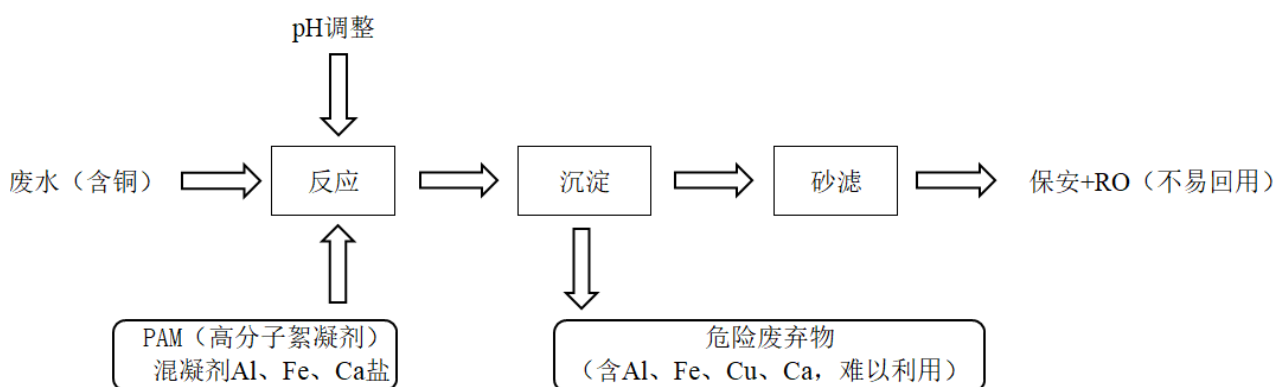 pH调整
废水（含铜）
反应
沉淀
砂滤
保安+RO（不易回用）
PAM（高分子絮凝剂）
混凝剂Al、Fe、Ca盐
危险废弃物
（含Al、Fe、Cu、Ca，难以利用）